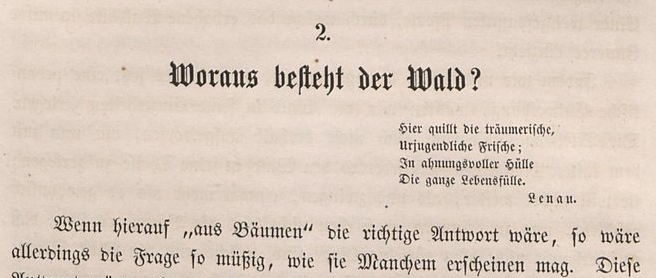 2.
Woraus besteht der Wald?
Hier quillt die träumerische,
Urjugendliche Frische;
In ahnungsvoller Hülle
Die ganze Lebensfülle.
Lenau.
Wenn hierauf „aus Bäumen“ die richtige Antwort wäre, so wäre
allerdings die Frage so müßig, wie sie Manchem erscheinen mag. Diese